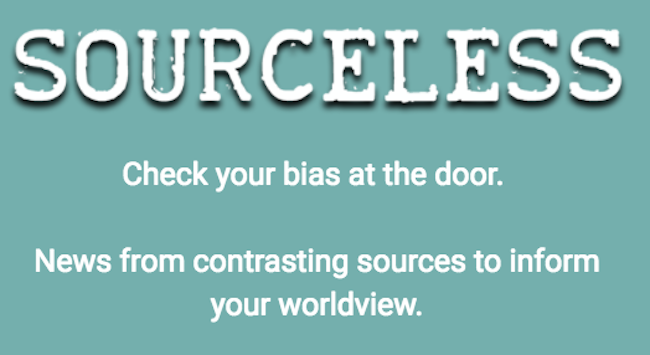 SOURCELESS
Check your bias at the door.
News from contrasting sources to inform
your worldview.